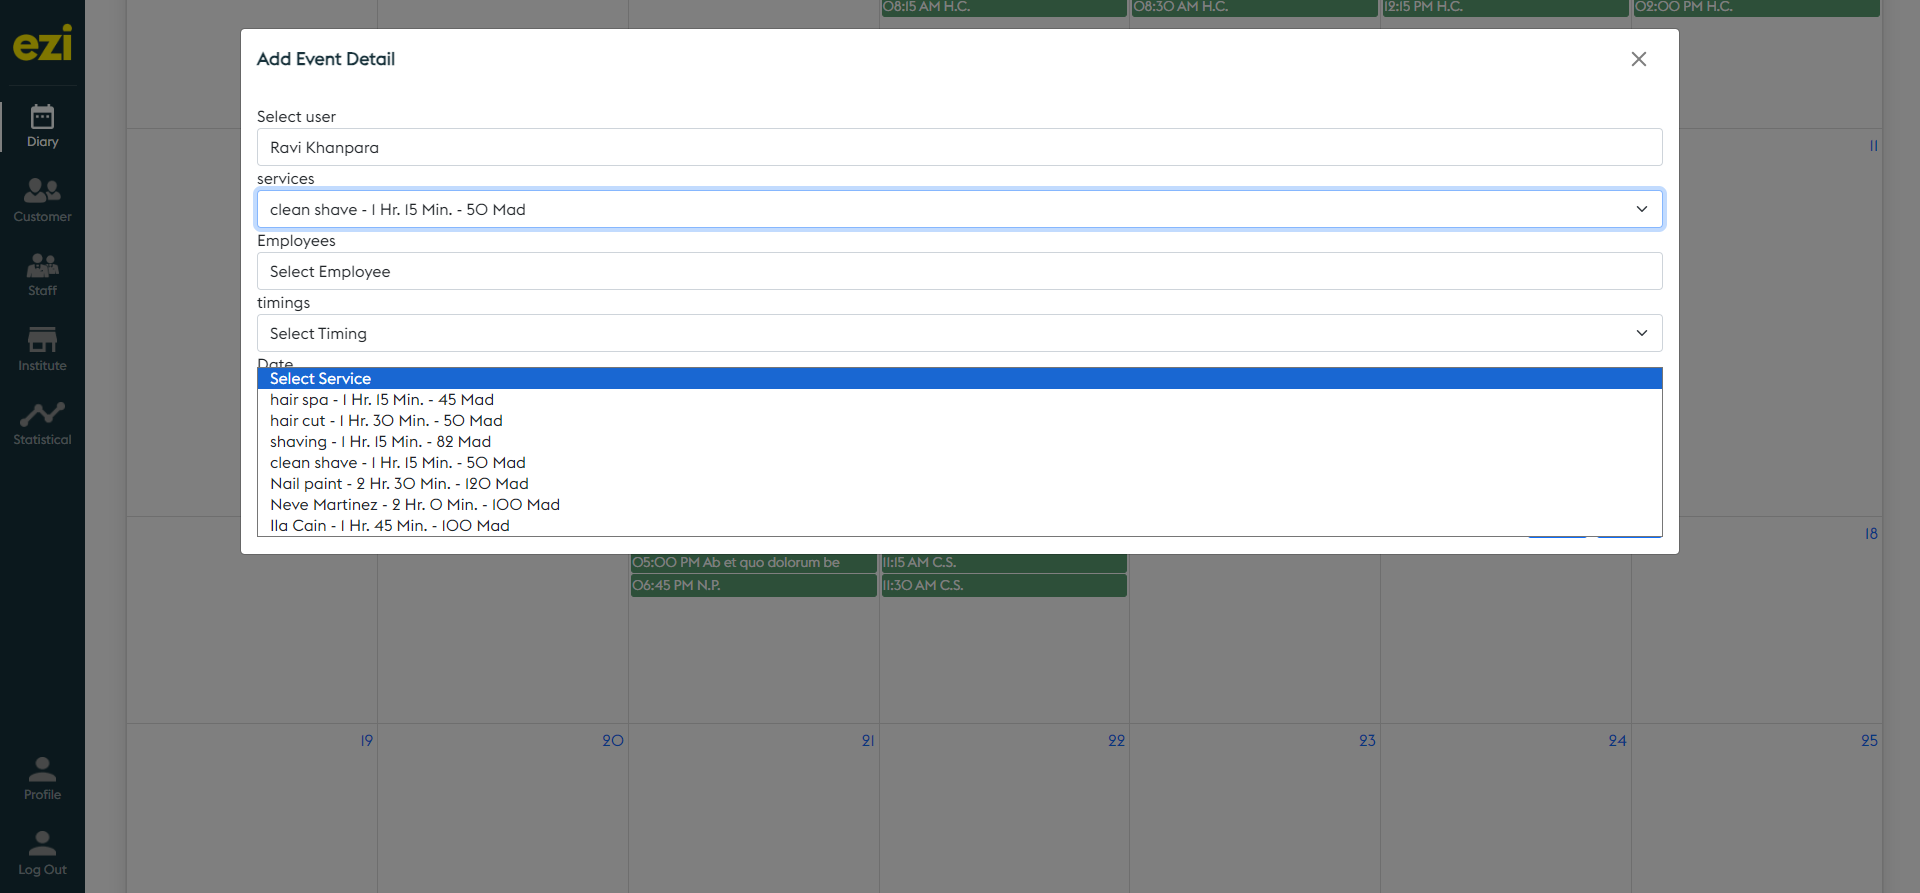 08:15 AM H.C.
08:30 AM H.C.
12:15 PM H.C.
02:00 PM H.C.
ezi
Diary
Customer
Staff
Institute
Statistical
Profile
Log Out
Add Event Detail
Select user
Ravi Khanpara
services
clean shave - 1 Hr. 15 Min. - 50 Mad
Employees
Select Employee
timings
Select Timing
Date
Select Service
hair spa - 1 Hr. 15 Min. - 45 Mad
hair cut - 1 Hr. 30 Min. - 50 Mad
shaving - 1 Hr. 15 Min. - 82 Mad
clean shave - 1 Hr. 15 Min. - 50 Mad
Nail paint - 2 Hr. 30 Min. - 120 Mad
Neve Martinez - 2 Hr. 0 Min. - 100 Mad
Ila Cain - 1 Hr. 45 Min. - 100 Mad
11
18
05:00 PM Ab et quo dolorum be
11:15 AM C.S.
06:45 PM N.P.
11:30 AM C.S.
19
20
21
22
23
24
25